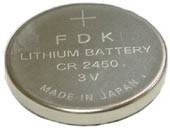 +
FDK
LITHIUM BATTERY
CR-2450
3V
MADE IN JAPAN